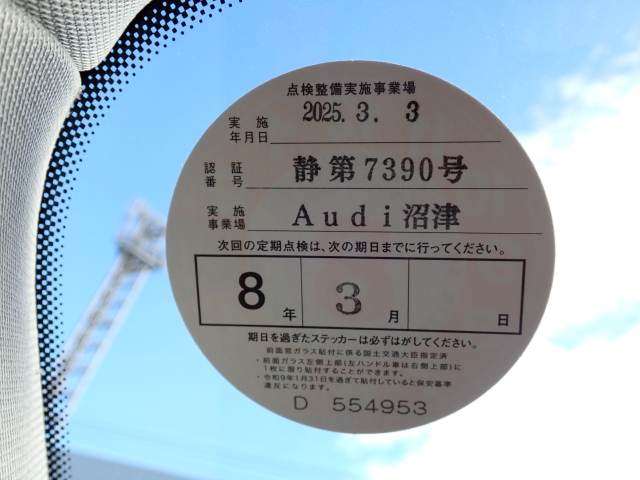 点検整備実施事業場
実施年月日 2025. 3. 3
認証番号 静第7390号
実施事業場 Audi沼津
次回の定期点検は、次の期日までに行ってください。
8年 3月 日
期日を過ぎたステッカーは必ずはがしてください。
前面窓ガラス貼付に係る国土交通大臣指定済
・前面ガラス左側上部(左ハンドル車は右側上部)に
1枚に限り貼付することができます。
・令和9年1月31日を過ぎて貼付していると保安基準
違反になります。
D 554953